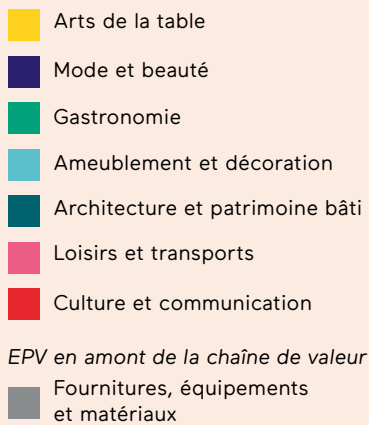 Arts de la table
Mode et beauté
Gastronomie
Ameublement et décoration
Architecture et patrimoine bâti
Loisirs et transports
Culture et communication
EPV en amont de la chaîne de valeur
Fournitures, équipements
et matériaux